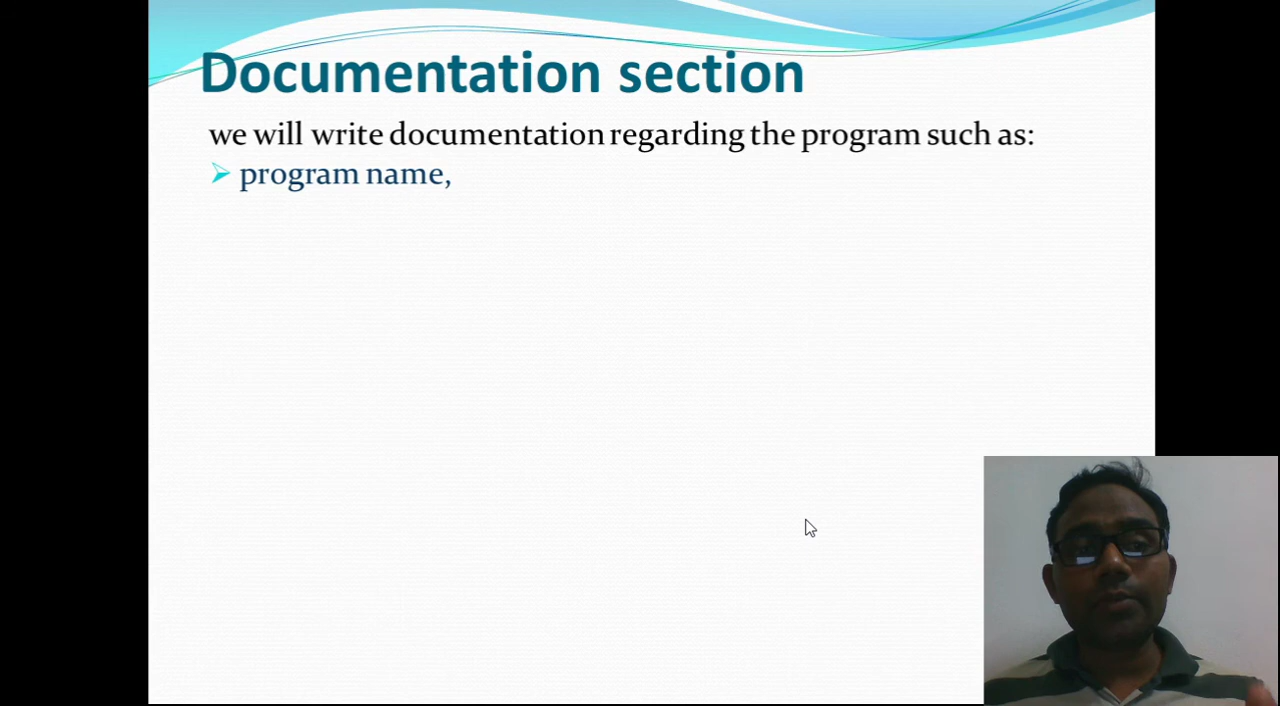 Documentation section
we will write documentation regarding the program such as:
program name,